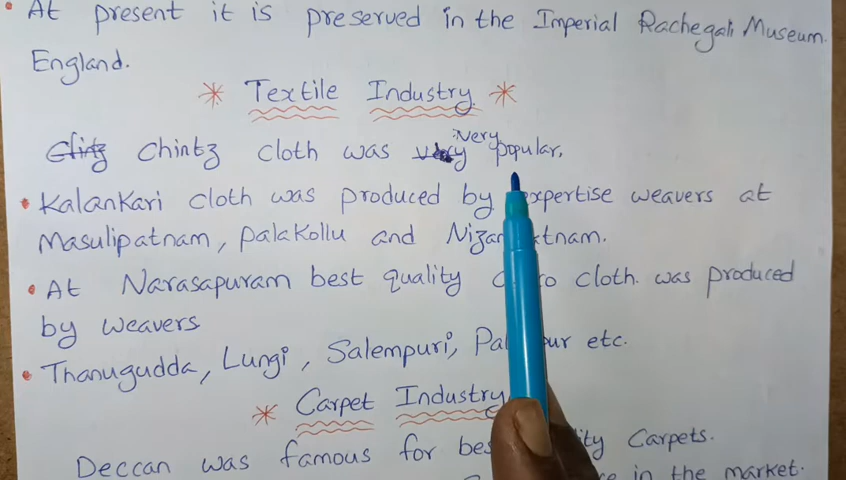 • At present it is preserved in the Imperial Rachegali Museum.
England.
* Textile Industry *
Chintz cloth was very popular.
• Kalankari cloth was produced by expertise weavers at
Masulipatnam, Palakollu and
• At Narasapuram best quality cloth was produced
by weavers
• Thanugudda, Lungi, Salempuri, etc.
* Carpet Industry
Deccan was famous for Carpets.
in the market.